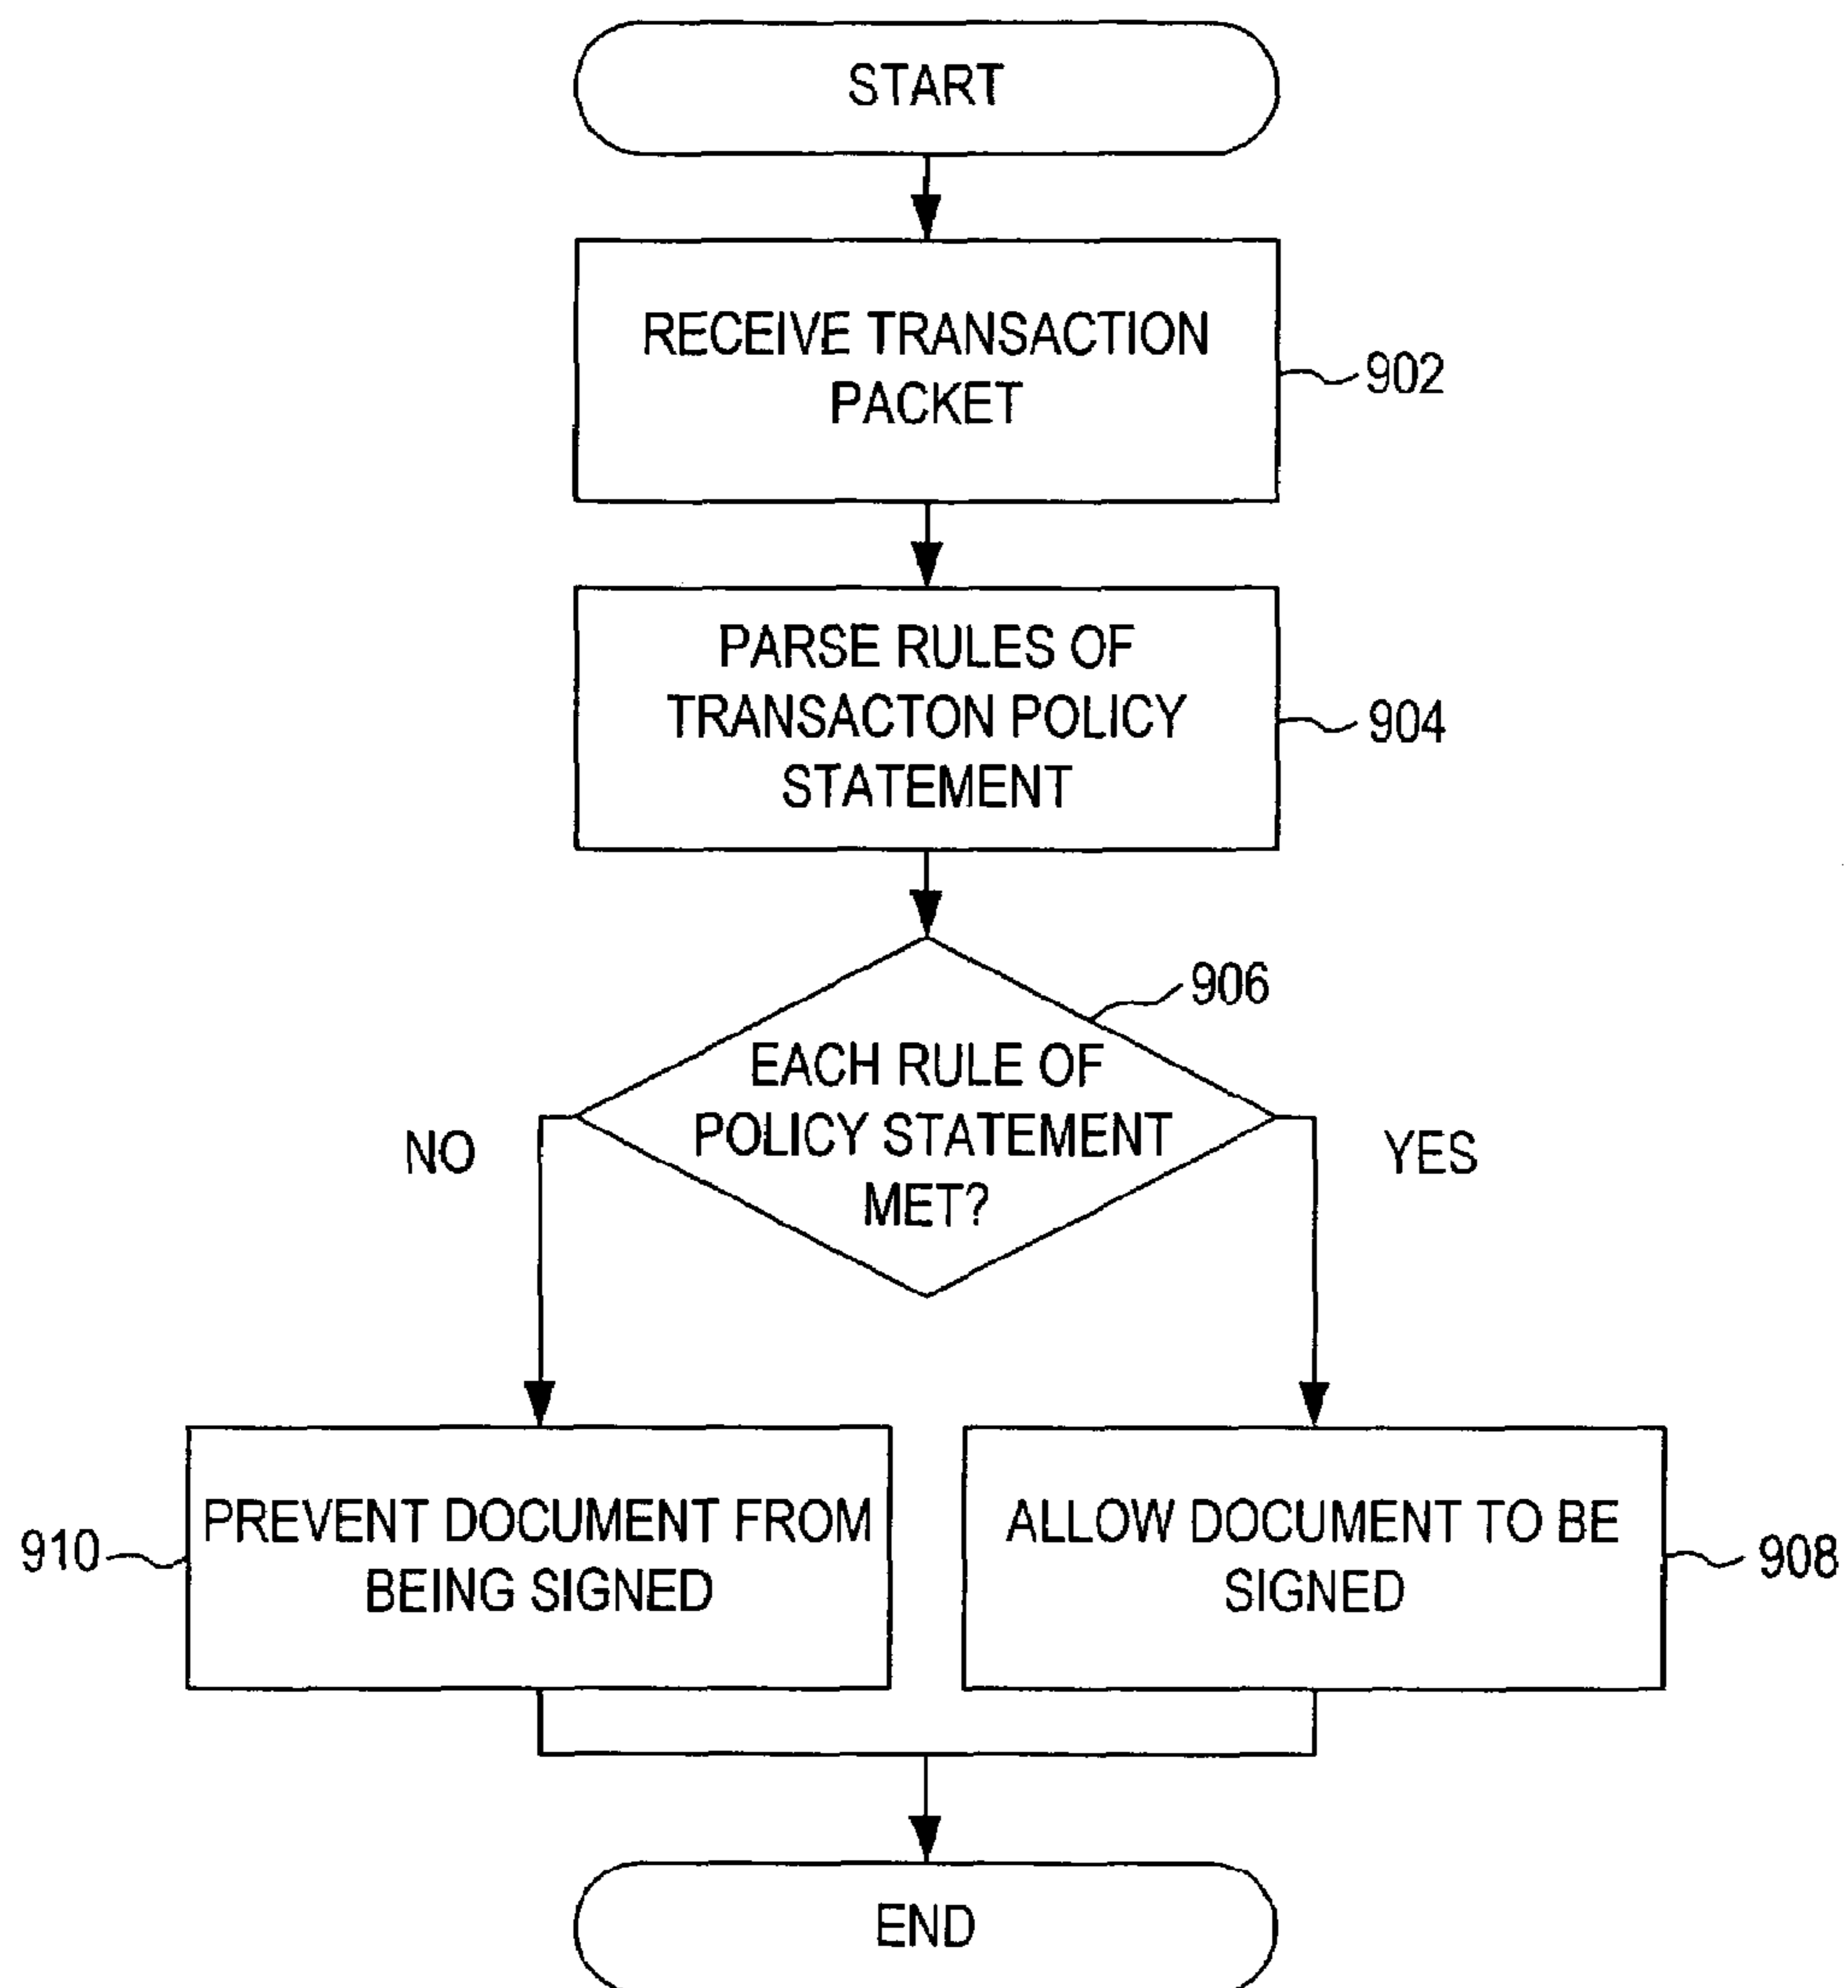 START
RECEIVE TRANSACTION
PACKET
902
PARSE RULES OF
TRANSACTON POLICY
STATEMENT
904
906
EACH RULE OF
POLICY STATEMENT
MET?
NO
YES
910
PREVENT DOCUMENT FROM
BEING SIGNED
ALLOW DOCUMENT TO BE
SIGNED
908
END